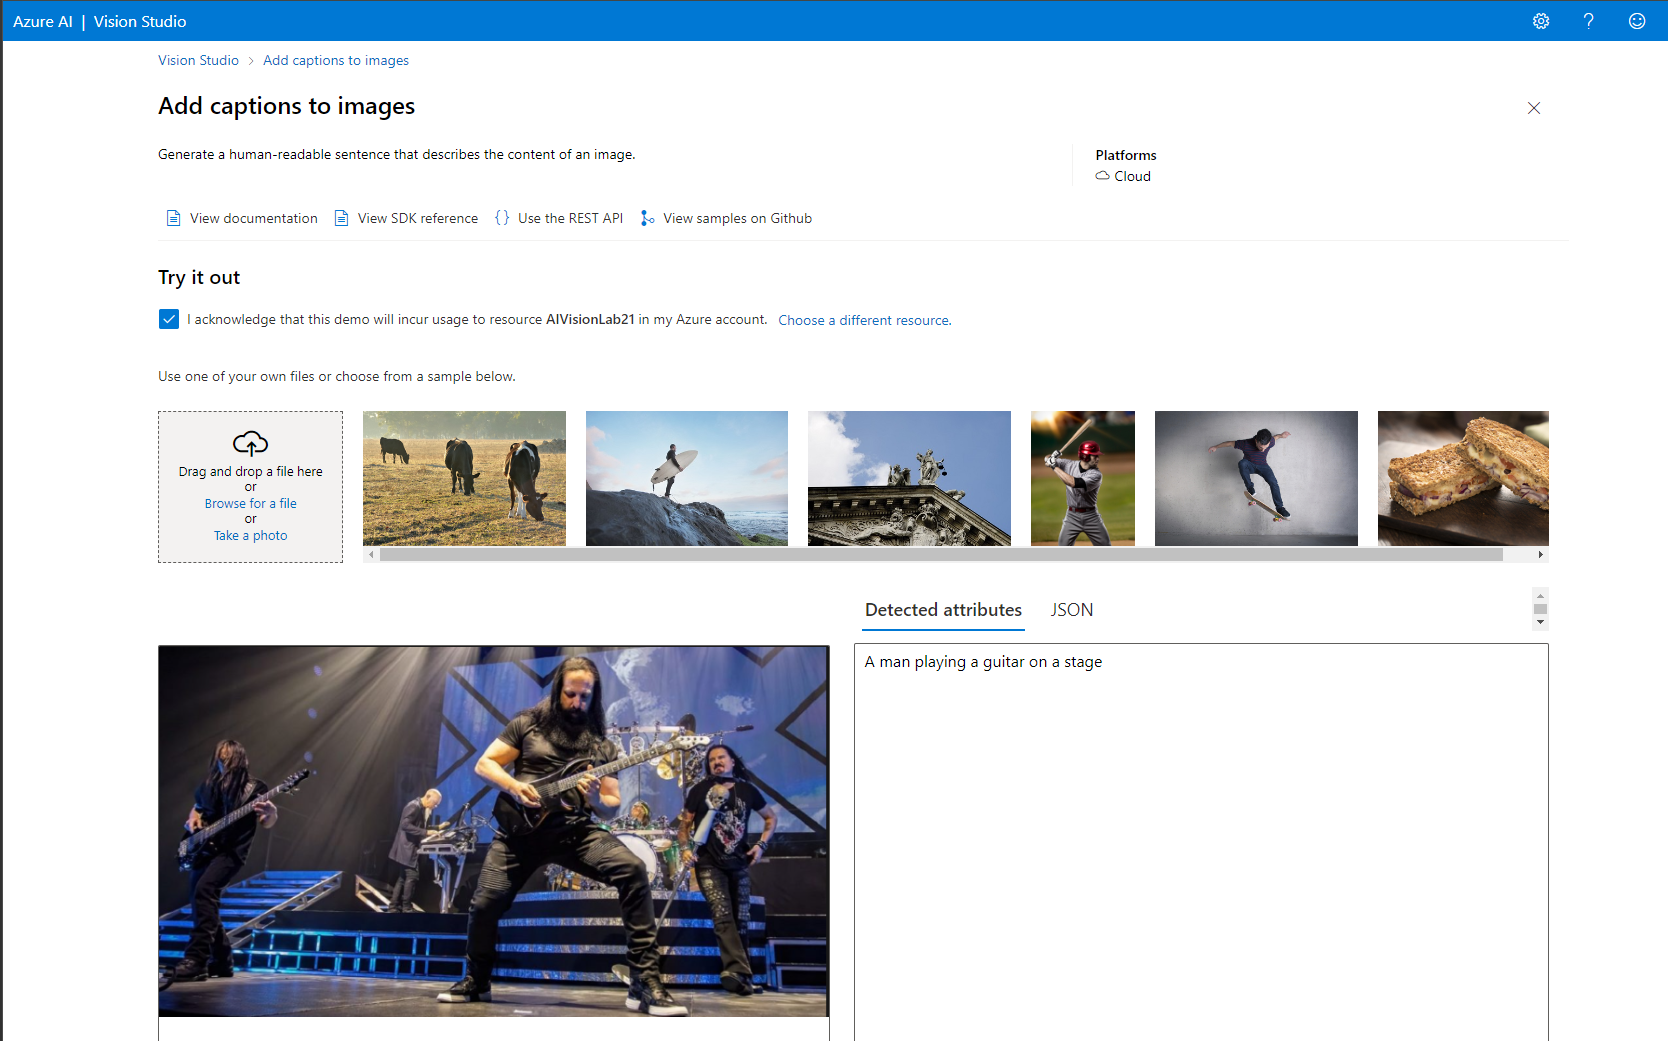 Azure AI | Vision Studio
Vision Studio > Add captions to images
Add captions to images
Generate a human-readable sentence that describes the content of an image.
Platforms
Cloud
View documentation
View SDK reference
{} Use the REST API
View samples on Github
Try it out
I acknowledge that this demo will incur usage to resource AIVisionLab21 in my Azure account. Choose a different resource.
Use one of your own files or choose from a sample below.
Drag and drop a file here
or
Browse for a file
or
Take a photo
Detected attributes
JSON
A man playing a guitar on a stage